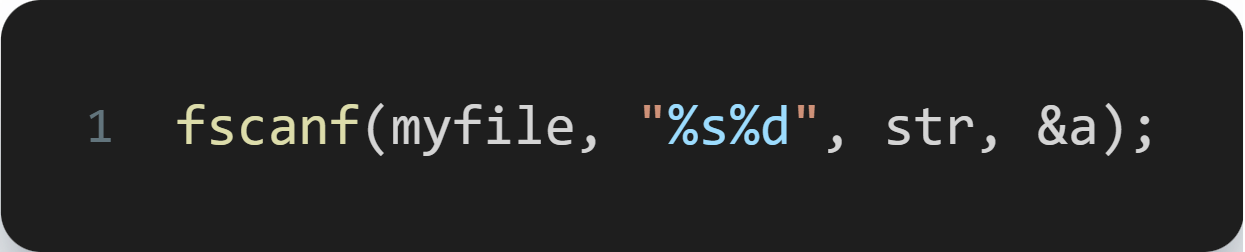 1 fscanf(myfile, "%s%d", str, &a);